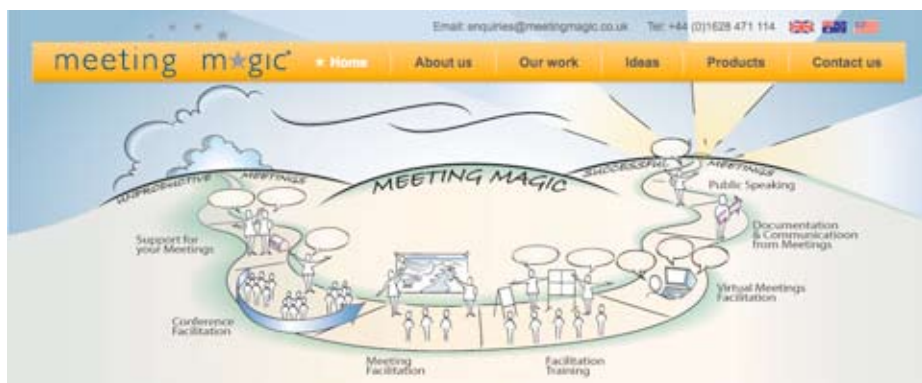 Email: enquiries@meetingmagic.co.uk Tel: +44 (0)1628 471 114
meeting m★gic
★ Home About us Our work Ideas Products Contact us
UNPRODUCTIVE MEETINGS
MEETING MAGIC
SUCCESSFUL MEETINGS
Public Speaking
Support for
your Meetings
Documentation
& Communicatioon
from Meetings
Virtual Meetings
Facilitation
Conference
Facilitation
Meeting
Facilitation
Facilitation
Training